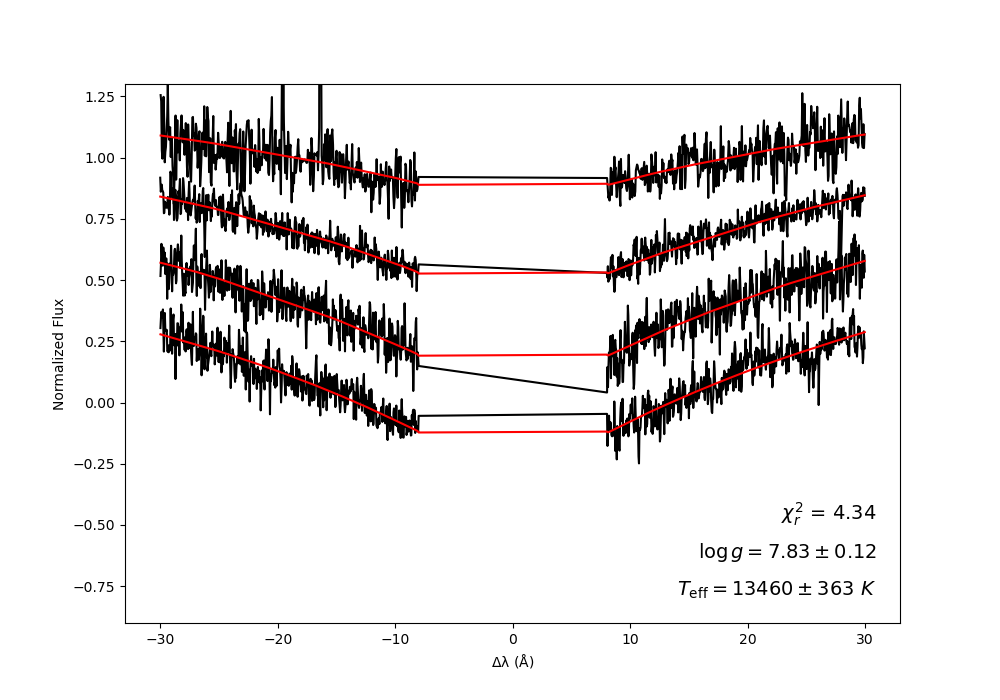 1.25
1.00
0.75
0.50
0.25
0.00
−0.25
−0.50
−0.75
Normalized Flux
χ²ᵣ = 4.34
log g = 7.83 ± 0.12
T_eff = 13460 ± 363 K
−30 −20 −10 0 10 20 30
Δλ (Å)